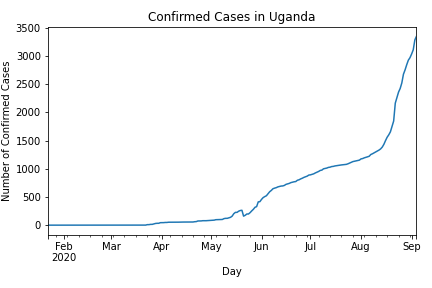 Confirmed Cases in Uganda
Number of Confirmed Cases
3500
3000
2500
2000
1500
1000
500
0
Feb Mar Apr May Jun Jul Aug Sep
2020
Day